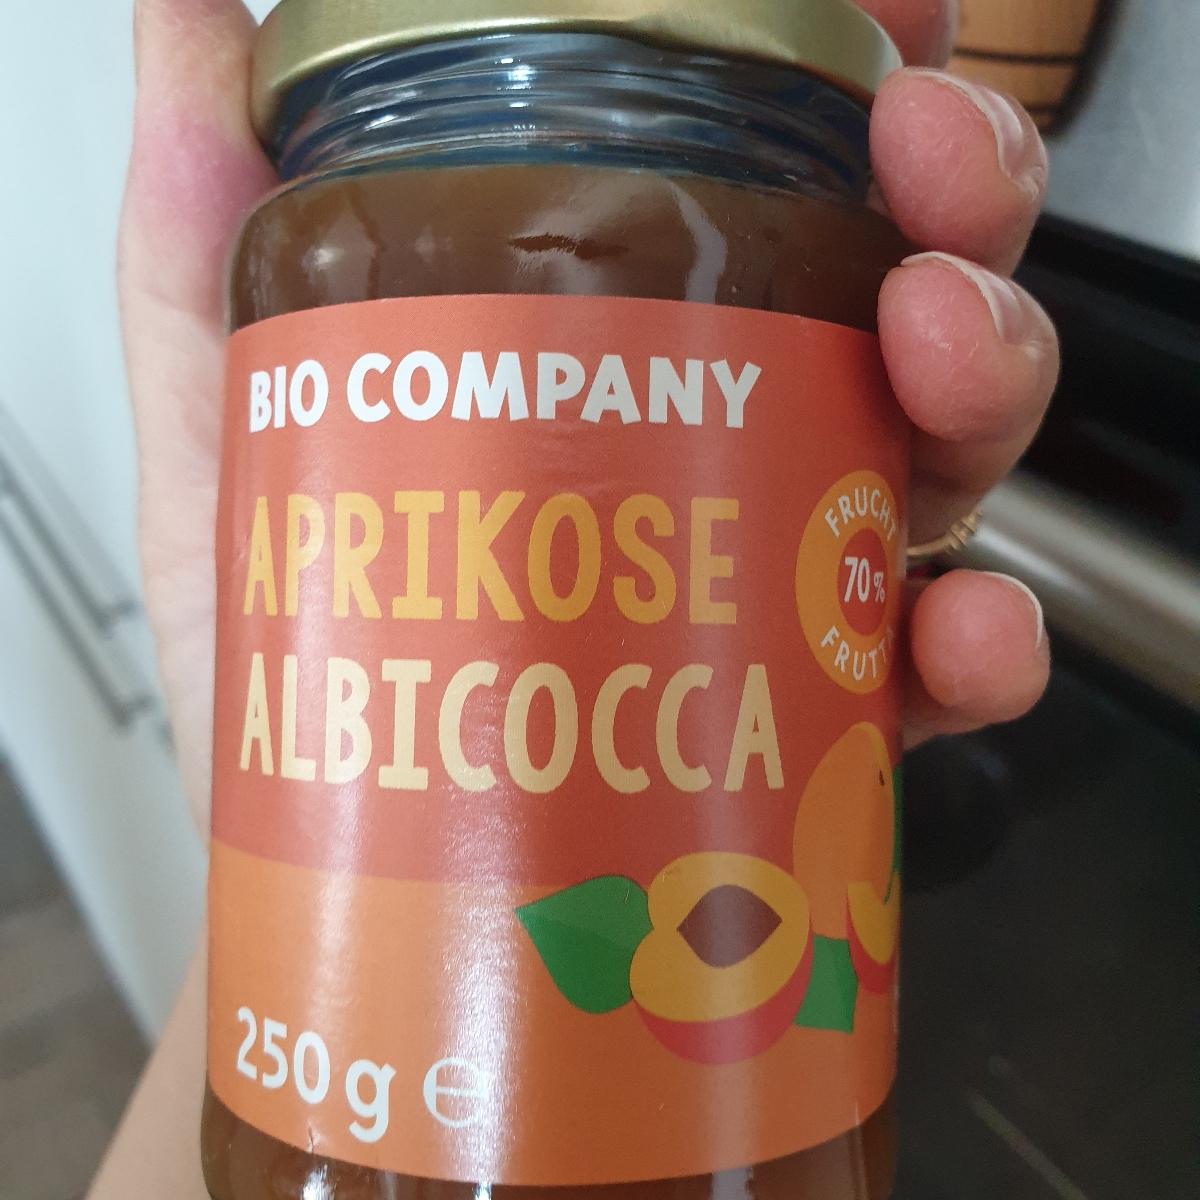 BIO COMPANY
APRIKOSE
ALBICOCCA
FRUCHT
70%
FRUTTA
250 g ℮